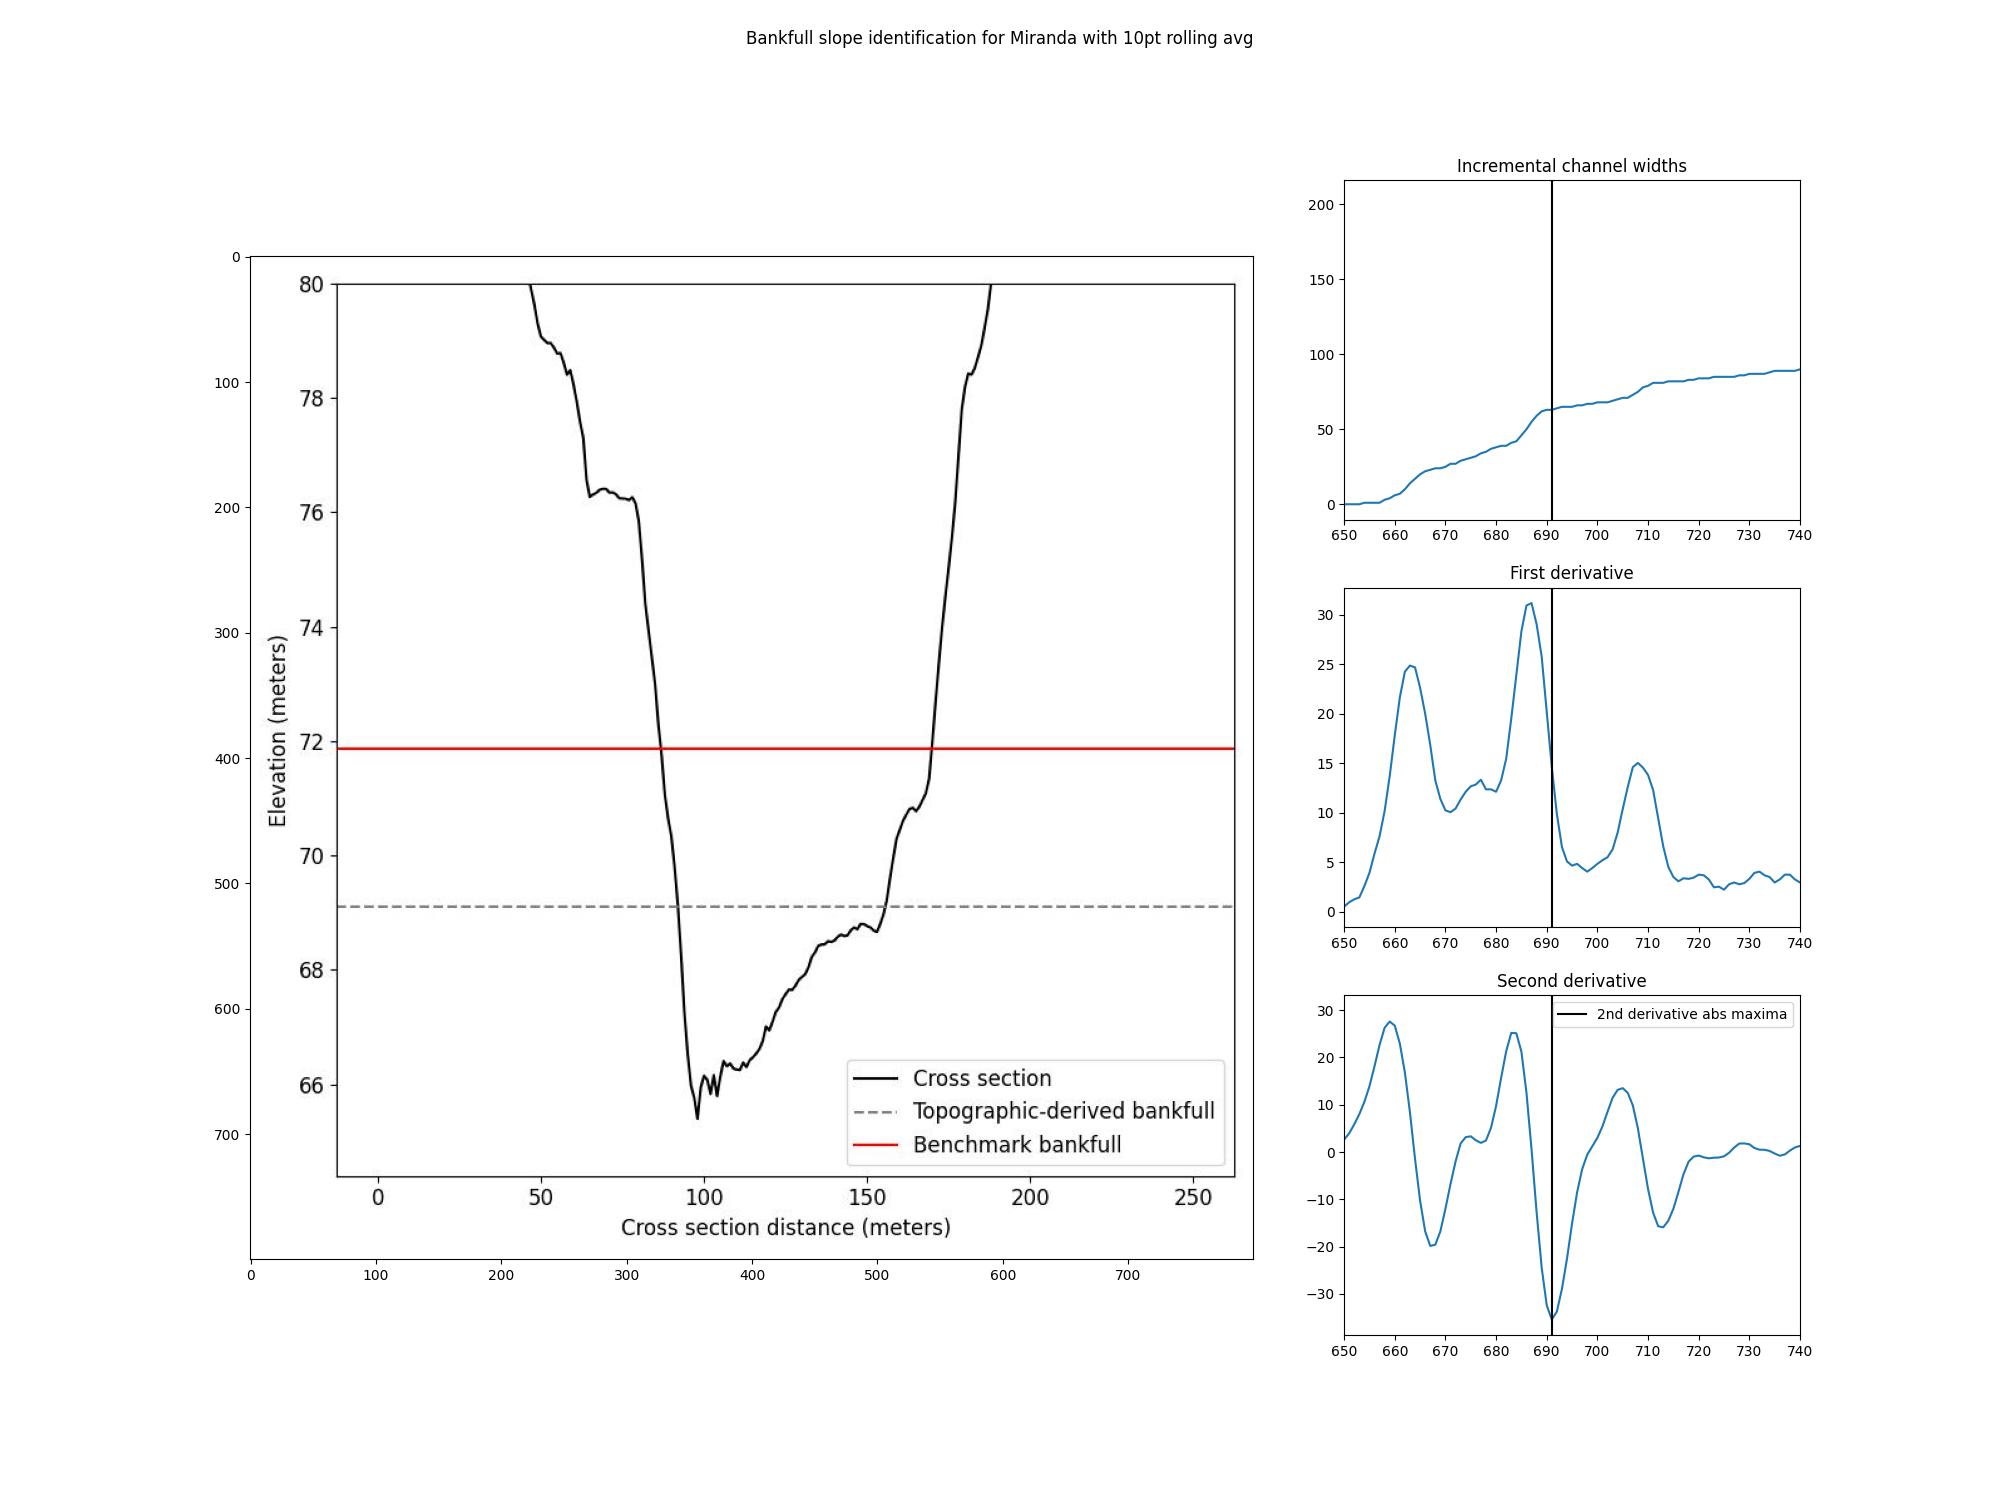 Bankfull slope identification for Miranda with 10pt rolling avg
0
100
200
300
400
500
600
700
80
78
76
74
72
70
68
66
Elevation (meters)
Cross section
Topographic-derived bankfull
Benchmark bankfull
0 50 100 150 200 250
Cross section distance (meters)
0 100 200 300 400 500 600 700
Incremental channel widths
200
150
100
50
0
650 660 670 680 690 700 710 720 730 740
First derivative
30
25
20
15
10
5
0
650 660 670 680 690 700 710 720 730 740
Second derivative
2nd derivative abs maxima
30
20
10
0
−10
−20
−30
650 660 670 680 690 700 710 720 730 740